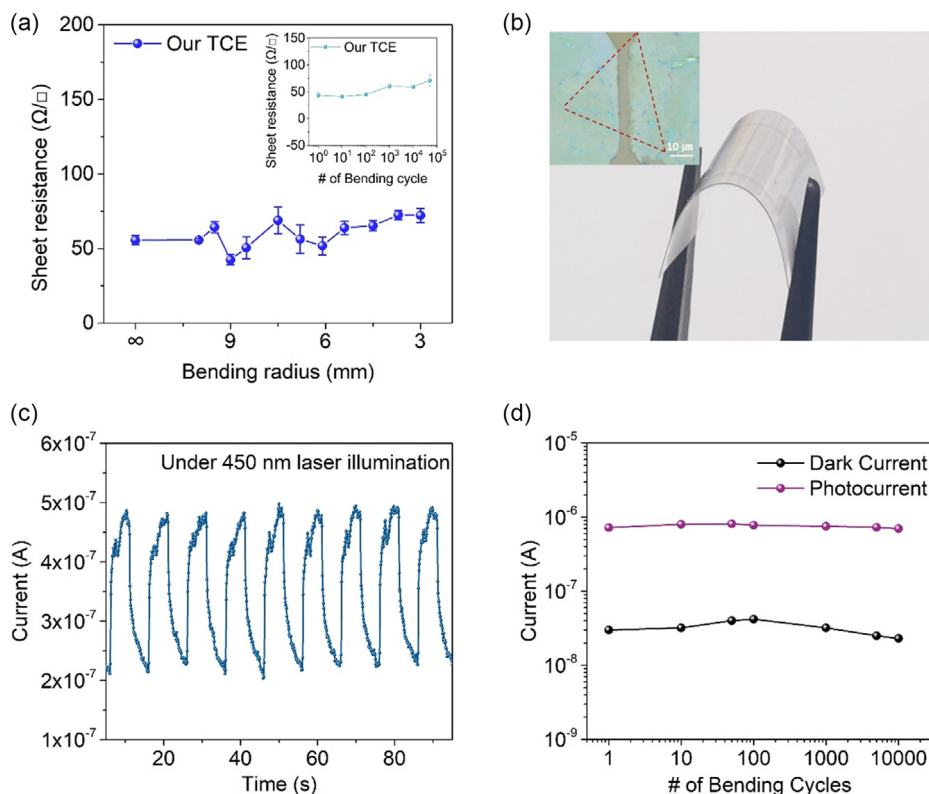 (a)
200
150
100
50
0
Sheet resistance (Ω/□)
Our TCE
∞ 9 6 3
Bending radius (mm)
150
100
50
0
-50
Sheet resistance (Ω/□)
Our TCE
10⁰ 10¹ 10² 10³ 10⁴ 10⁵
# of Bending cycle
(b)
10 μm
(c)
6x10⁻⁷
5x10⁻⁷
4x10⁻⁷
3x10⁻⁷
2x10⁻⁷
1x10⁻⁷
Current (A)
Under 450 nm laser illumination
20 40 60 80
Time (s)
(d)
10⁻⁵
10⁻⁶
10⁻⁷
10⁻⁸
10⁻⁹
Current (A)
Dark Current
Photocurrent
1 10 100 1000 10000
# of Bending Cycles